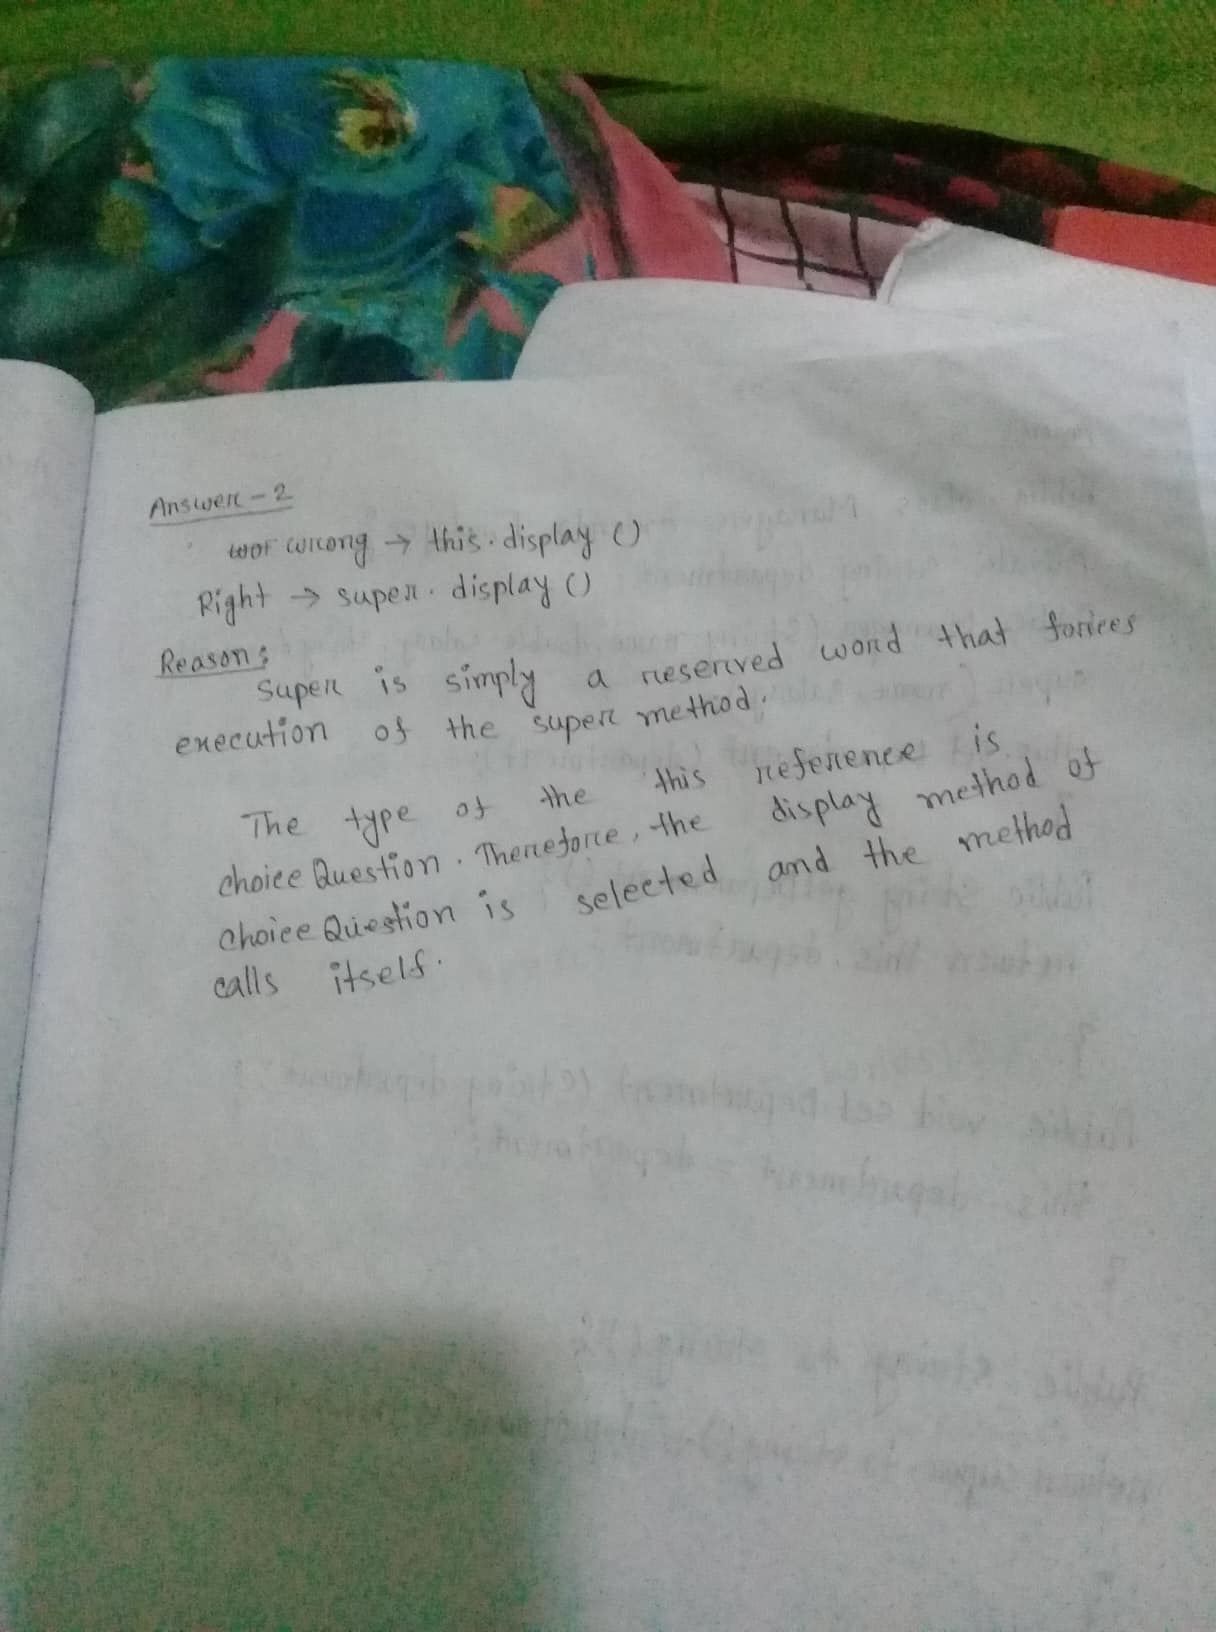 Answer - 2
wrong → this.display ()
Right → super.display ()
Reason:
Super is simply a reserved word that forces
execution of the super method.
The type of the this reference is
choice Question. Therefore, the display method of
choice Question is selected and the method
calls itself.